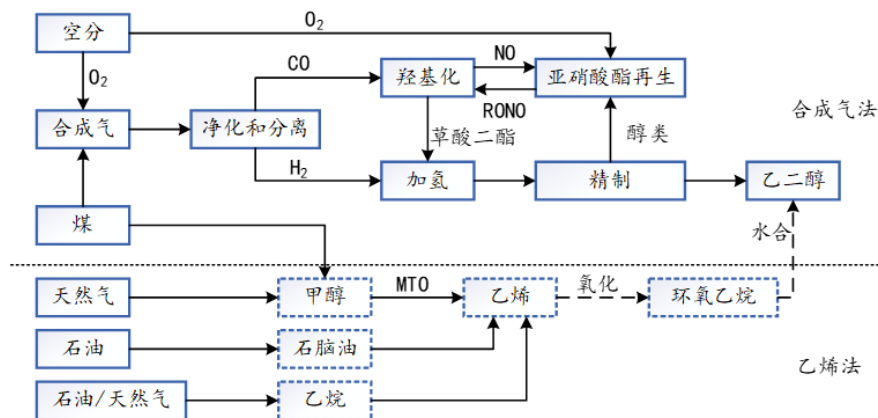 空分
O₂
O₂
CO
羟基化
NO
RONO
亚硝酸酯再生
合成气
净化和分离
草酸二酯
醇类
合成气法
H₂
加氢
精制
乙二醇
煤
水合
天然气
甲醇
MTO
乙烯
氧化
环氧乙烷
石油
石脑油
乙烯法
石油/天然气
乙烷